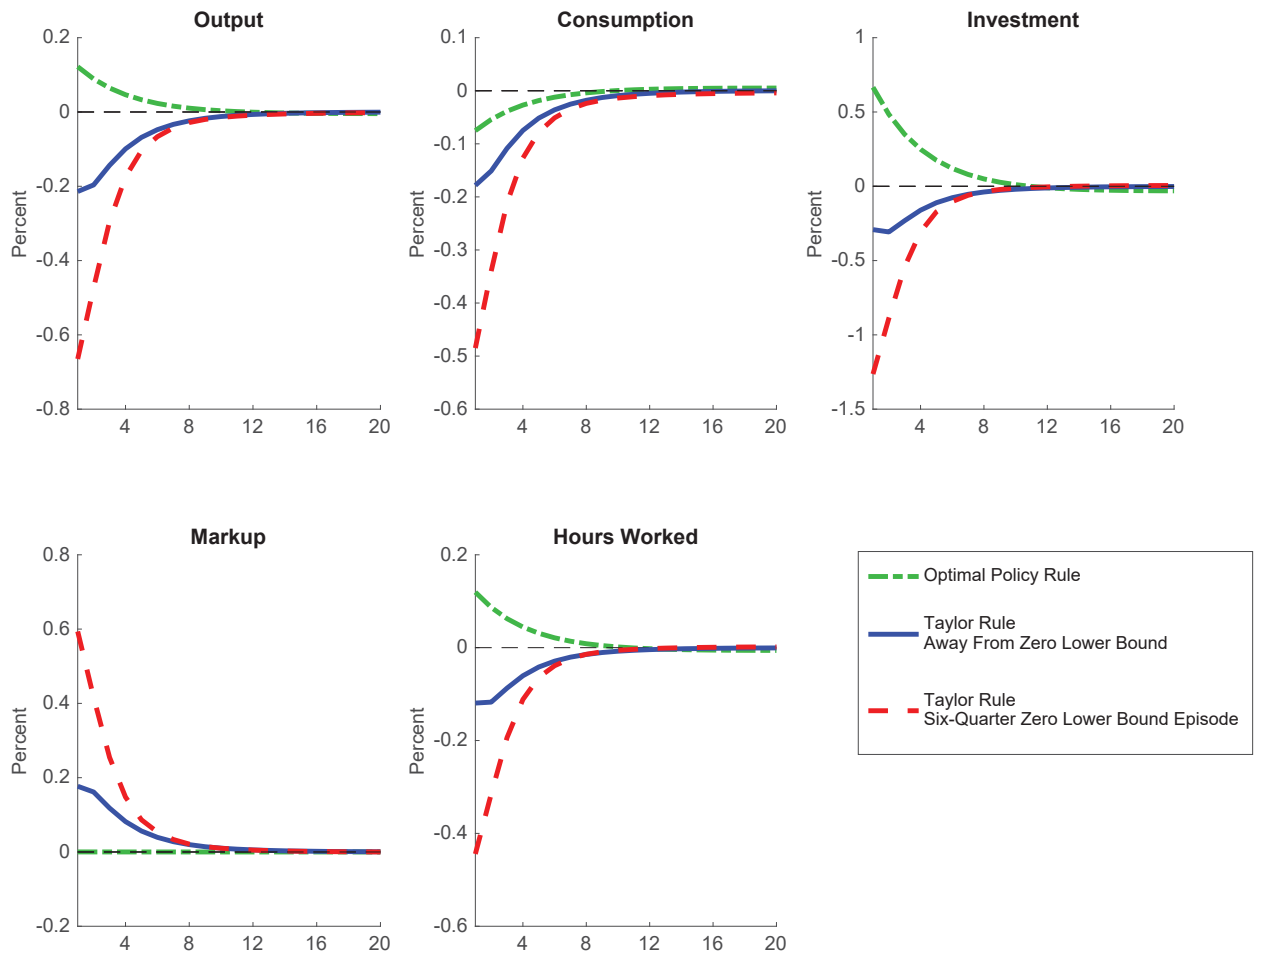 Output
0.2
0
-0.2
-0.4
-0.6
-0.8
Percent
4 8 12 16 20
Consumption
0.1
0
-0.1
-0.2
-0.3
-0.4
-0.5
-0.6
Percent
4 8 12 16 20
Investment
1
0.5
0
-0.5
-1
-1.5
Percent
4 8 12 16 20
Markup
0.8
0.6
0.4
0.2
0
-0.2
Percent
4 8 12 16 20
Hours Worked
0.2
0
-0.2
-0.4
-0.6
Percent
4 8 12 16 20
Optimal Policy Rule
Taylor Rule
Away From Zero Lower Bound
Taylor Rule
Six-Quarter Zero Lower Bound Episode